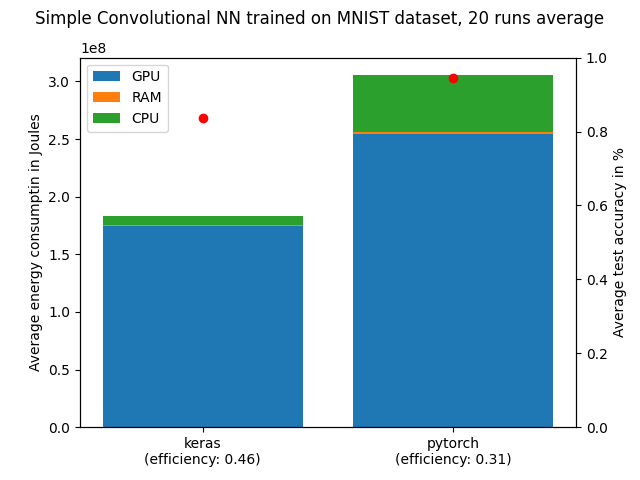 Simple Convolutional NN trained on MNIST dataset, 20 runs average
1e8
GPU
RAM
CPU
3.0
2.5
2.0
1.5
1.0
0.5
0.0
Average energy consumptin in Joules
1.0
0.8
0.6
0.4
0.2
0.0
Average test accuracy in %
keras
(efficiency: 0.46)
pytorch
(efficiency: 0.31)